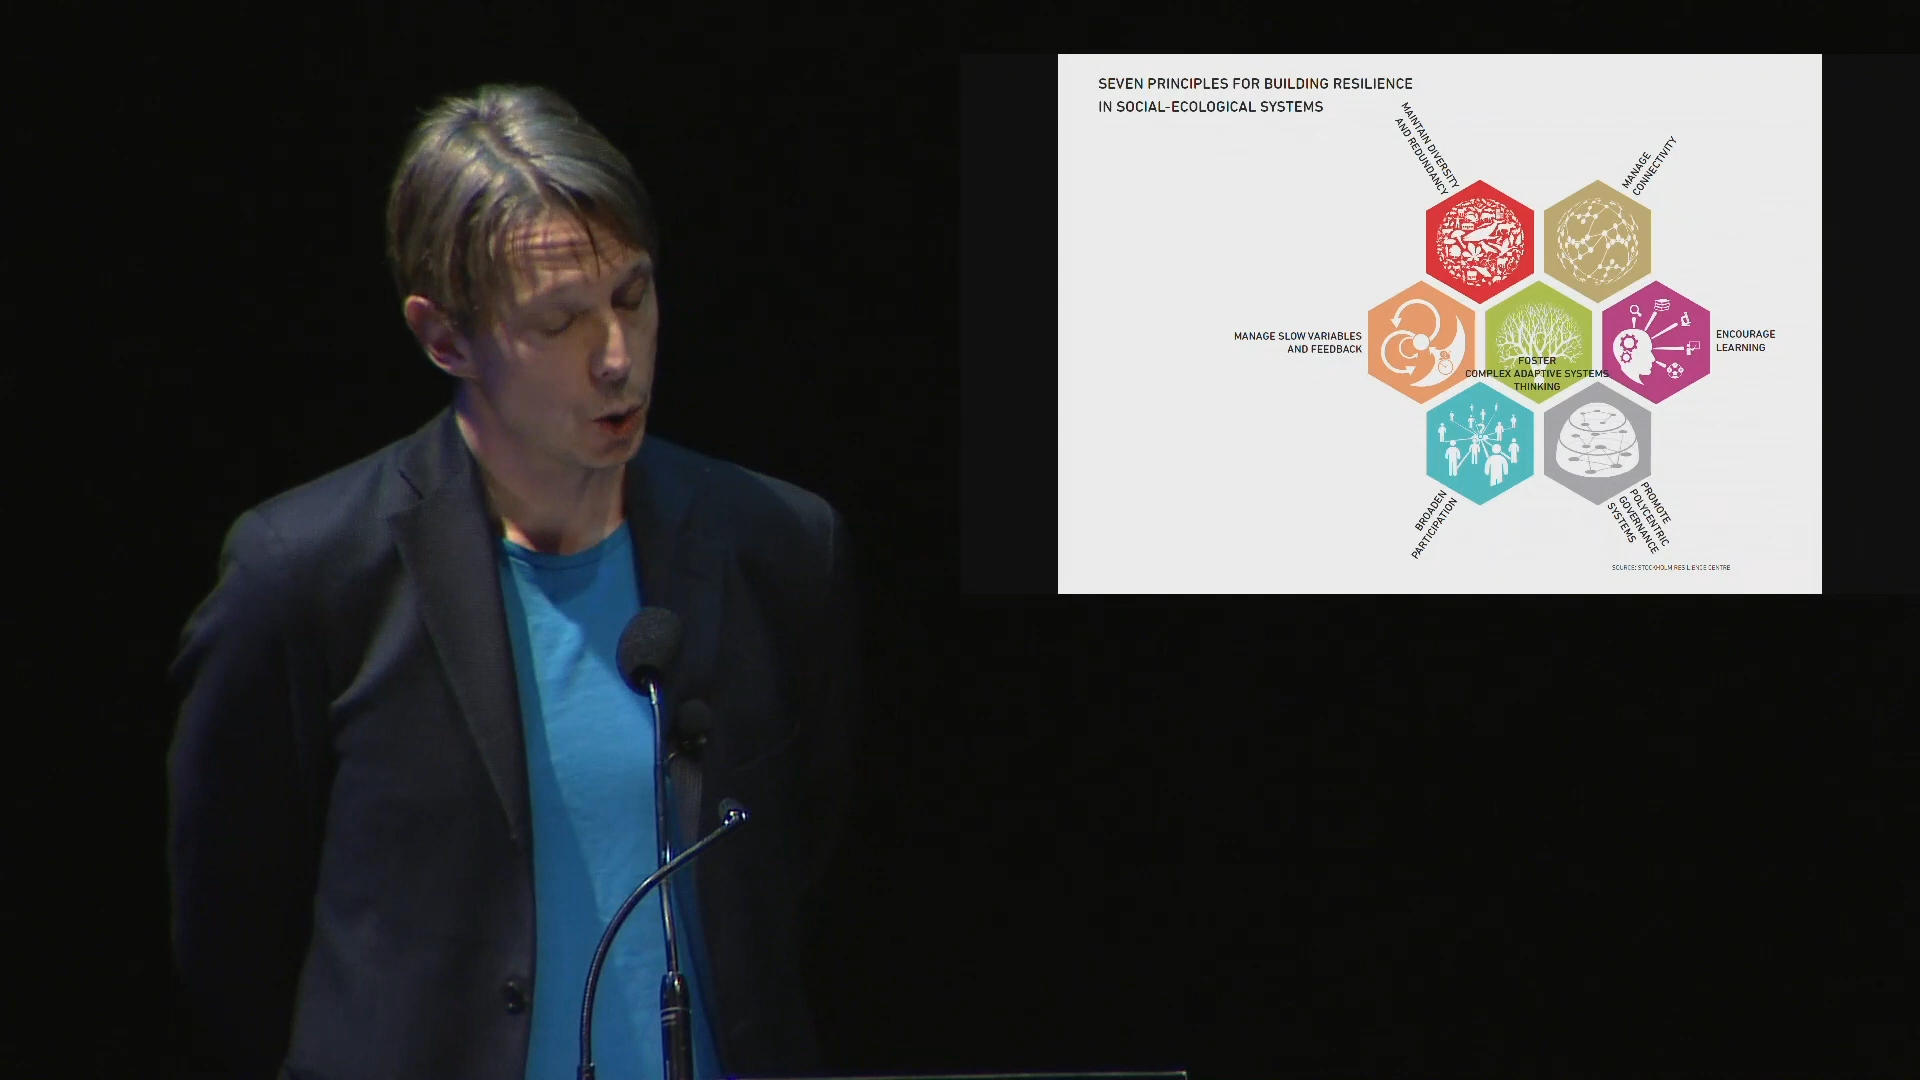 SEVEN PRINCIPLES FOR BUILDING RESILIENCE
IN SOCIAL-ECOLOGICAL SYSTEMS
MAINTAIN DIVERSITY
AND REDUNDANCY
MANAGE
CONNECTIVITY
MANAGE SLOW VARIABLES
AND FEEDBACK
FOSTER
COMPLEX ADAPTIVE SYSTEMS
THINKING
ENCOURAGE
LEARNING
BROADEN
PARTICIPATION
PROMOTE
POLYCENTRIC
GOVERNANCE
SYSTEMS
SOURCE: STOCKHOLM RESILIENCE CENTRE